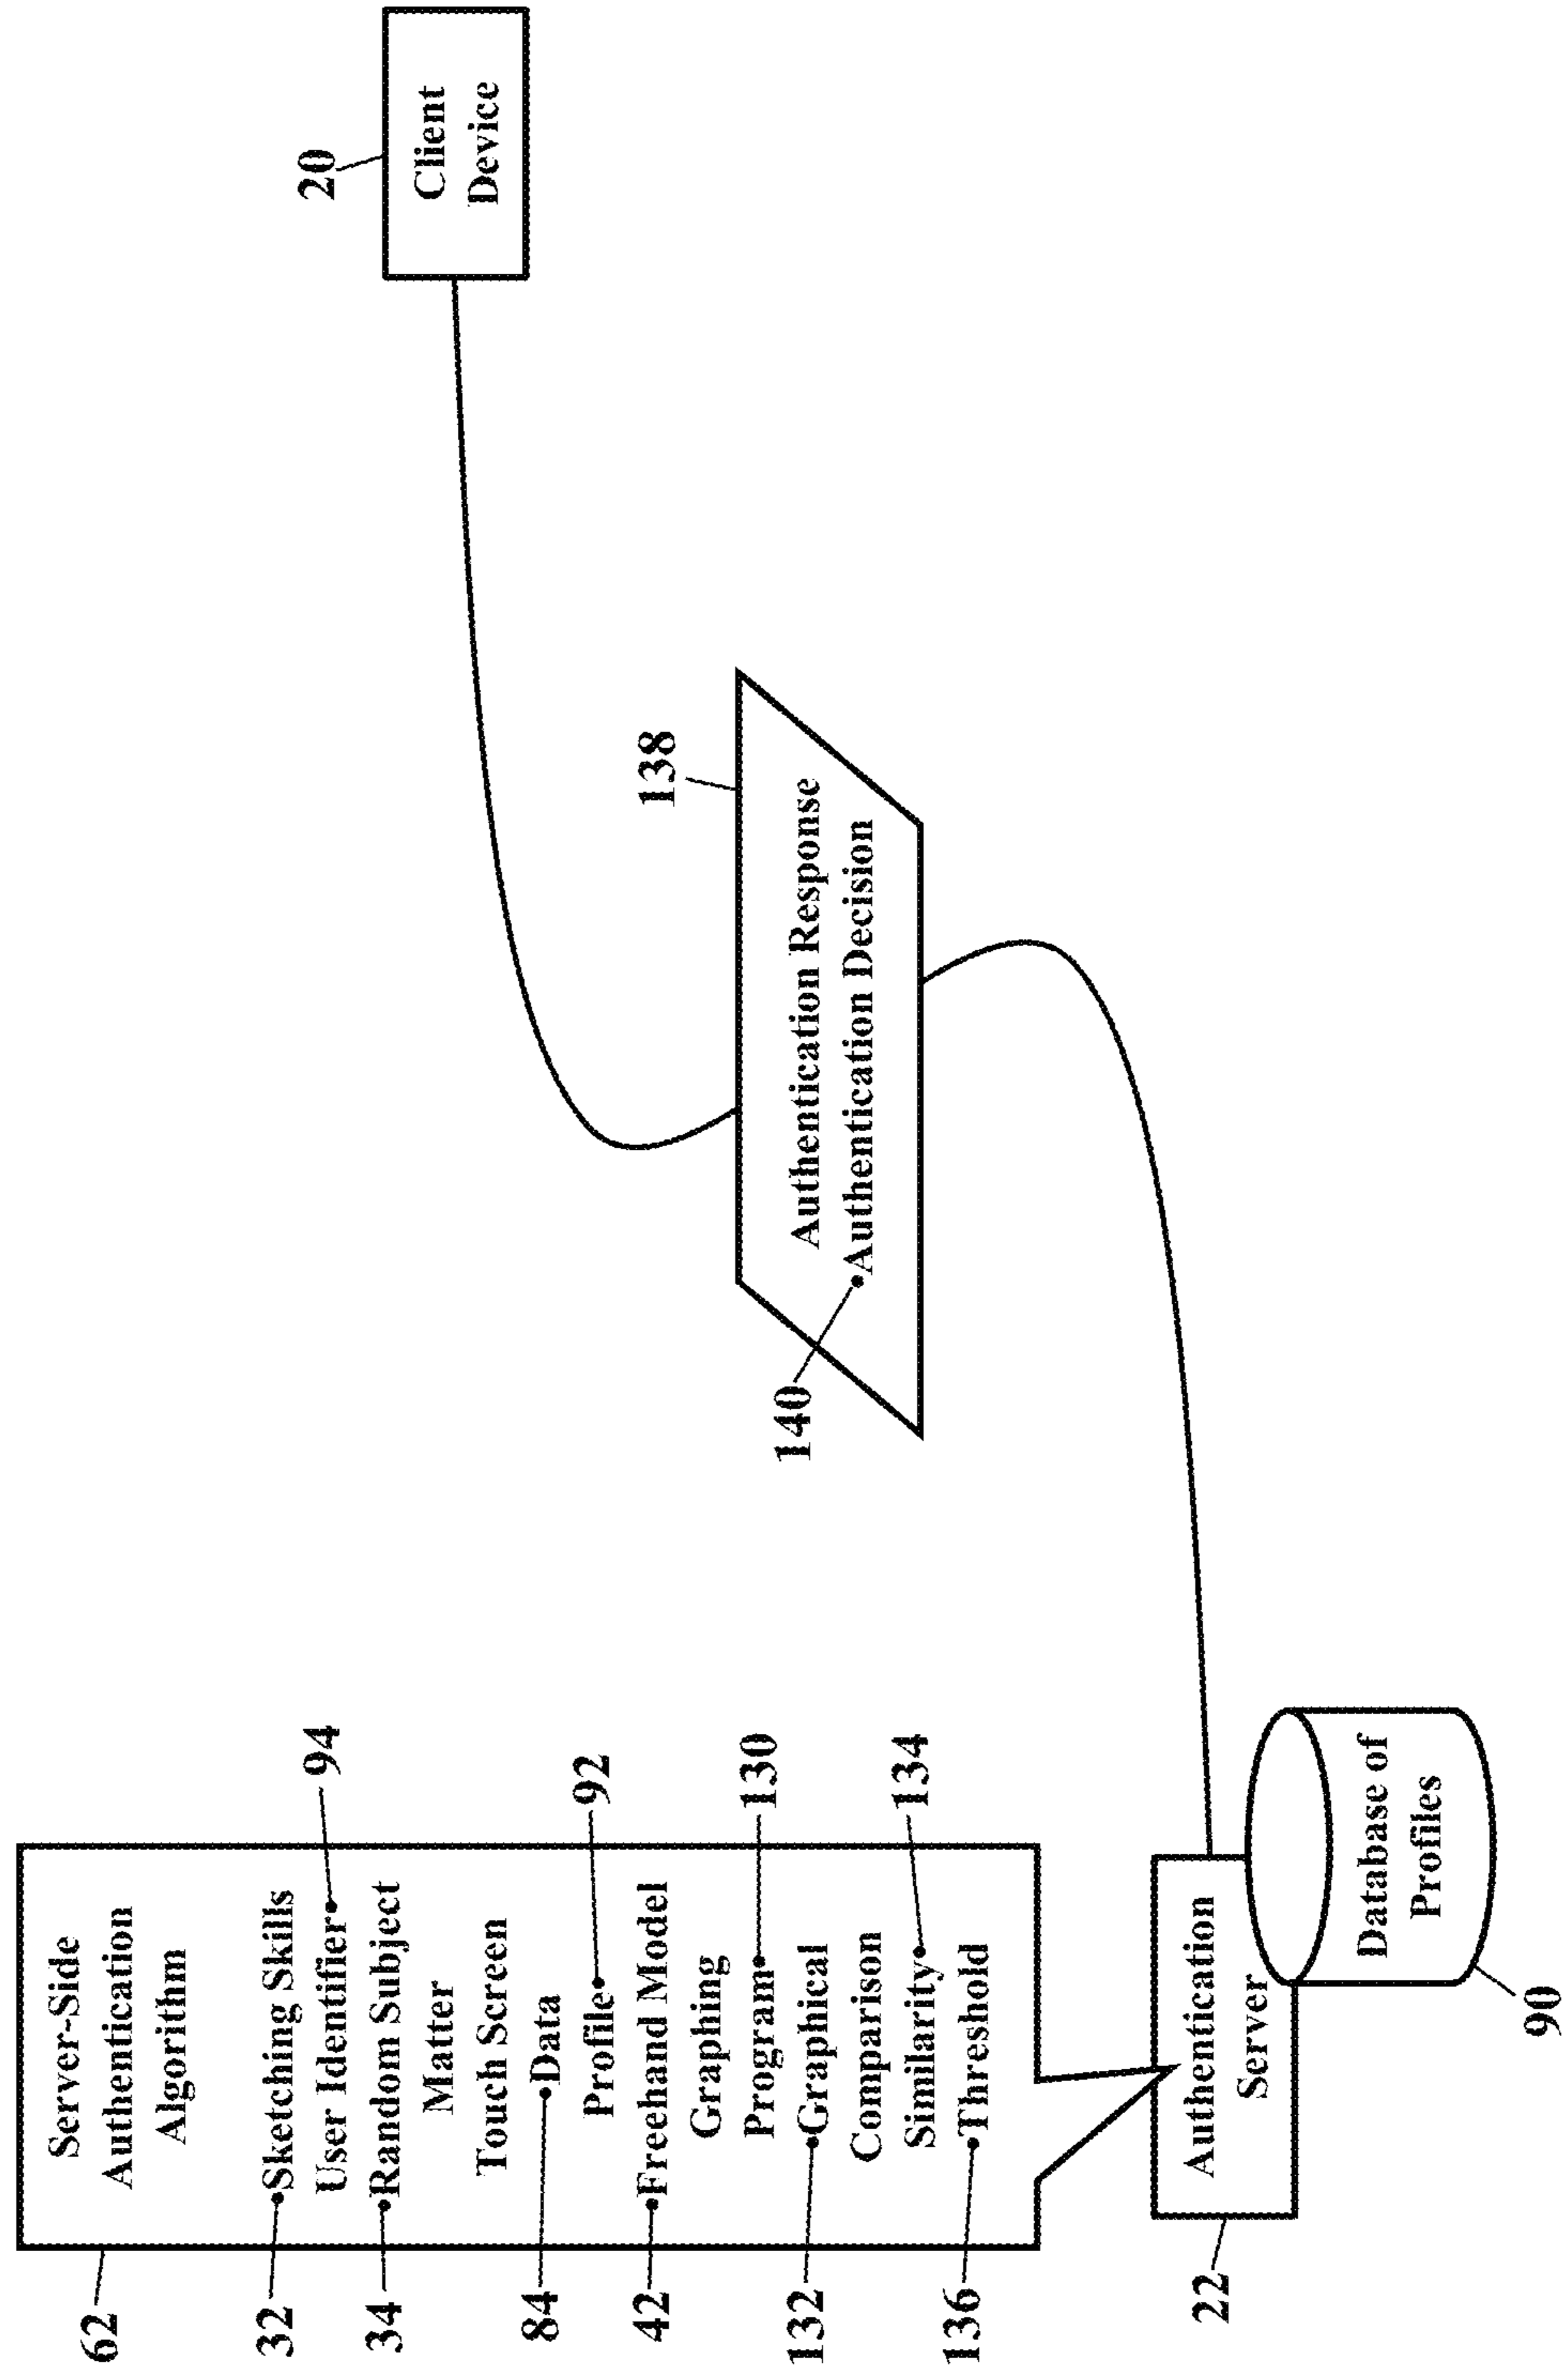 62
Server-Side
Authentication
Algorithm
32
Sketching Skills
User Identifier
94
34
Random Subject
Matter
Touch Screen
84
Data
Profile
92
42
Freehand Model
Graphing
Program
130
132
Graphical
Comparison
Similarity
134
136
Threshold
22
Authentication
Server
Database of
Profiles
90
138
Authentication Response
140
Authentication Decision
20
Client
Device